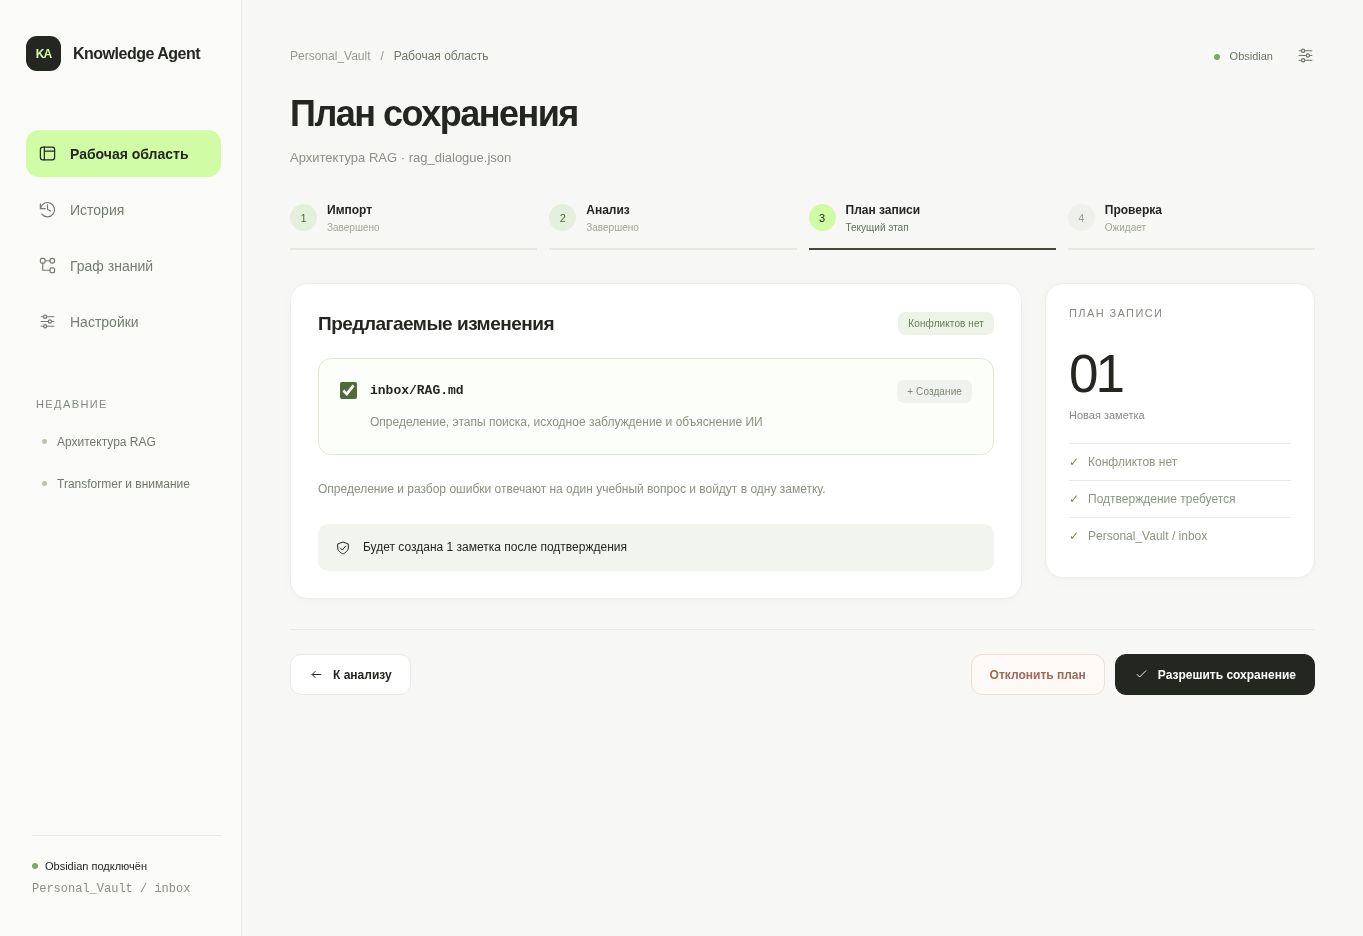 KA
Knowledge Agent
Рабочая область
История
Граф знаний
Настройки
НЕДАВНИЕ
Архитектура RAG
Transformer и внимание
Obsidian подключён
Personal_Vault / inbox
Personal_Vault / Рабочая область
Obsidian
План сохранения
Архитектура RAG · rag_dialogue.json
1
Импорт
Завершено
2
Анализ
Завершено
3
План записи
Текущий этап
4
Проверка
Ожидает
Предлагаемые изменения
Конфликтов нет
inbox/RAG.md
+ Создание
Определение, этапы поиска, исходное заблуждение и объяснение ИИ
Определение и разбор ошибки отвечают на один учебный вопрос и войдут в одну заметку.
Будет создана 1 заметка после подтверждения
ПЛАН ЗАПИСИ
01
Новая заметка
✓ Конфликтов нет
✓ Подтверждение требуется
✓ Personal_Vault / inbox
← К анализу
Отклонить план
✓ Разрешить сохранение